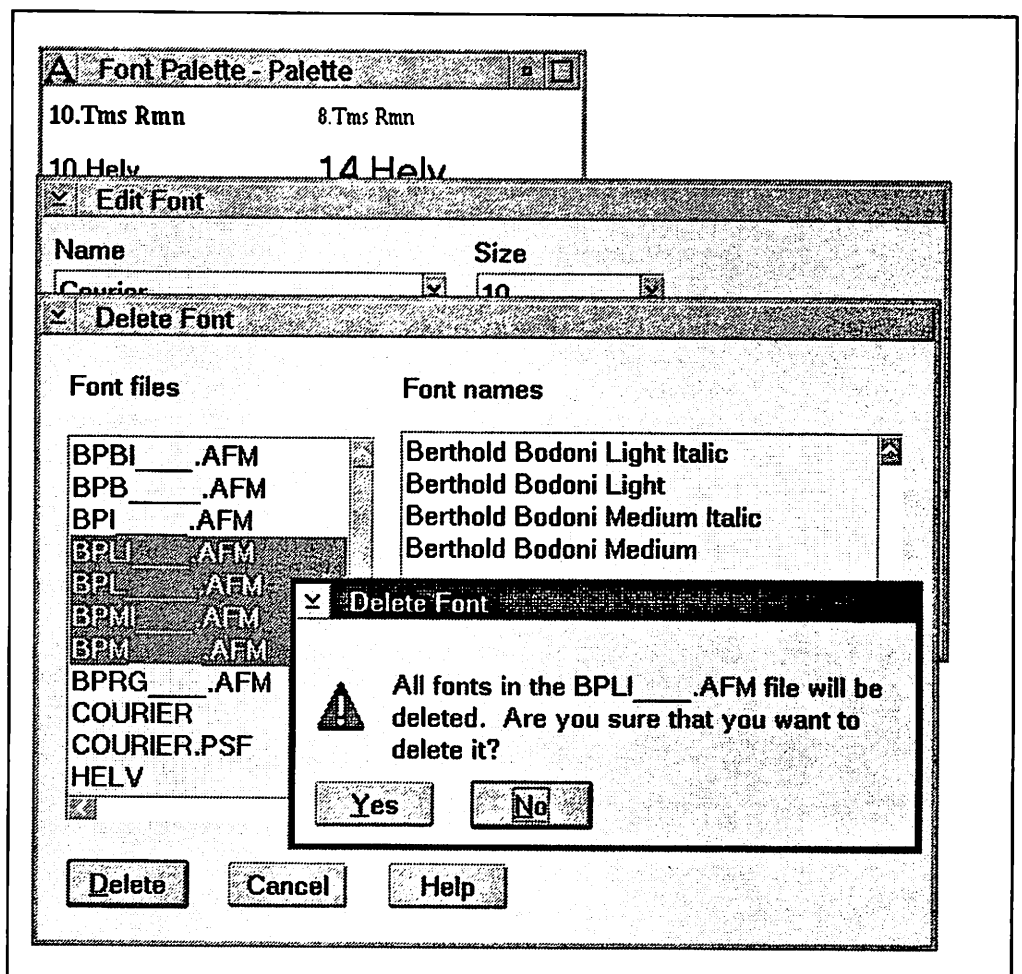 A Font Palette - Palette
10.Tms Rmn 8.Tms Rmn
10.Helv 14.Helv
Edit Font
Name Size
Courier 10
Delete Font
Font files Font names
BPBI____.AFM
BPB_____.AFM
BPI_____.AFM
BPLI____.AFM
BPL_____.AFM
BPMI____.AFM
BPM_____.AFM
BPRG____.AFM
COURIER
COURIER.PSF
HELV
Berthold Bodoni Light Italic
Berthold Bodoni Light
Berthold Bodoni Medium Italic
Berthold Bodoni Medium
Delete Font
All fonts in the BPLI____.AFM file will be
deleted. Are you sure that you want to
delete it?
Yes No
Delete Cancel Help